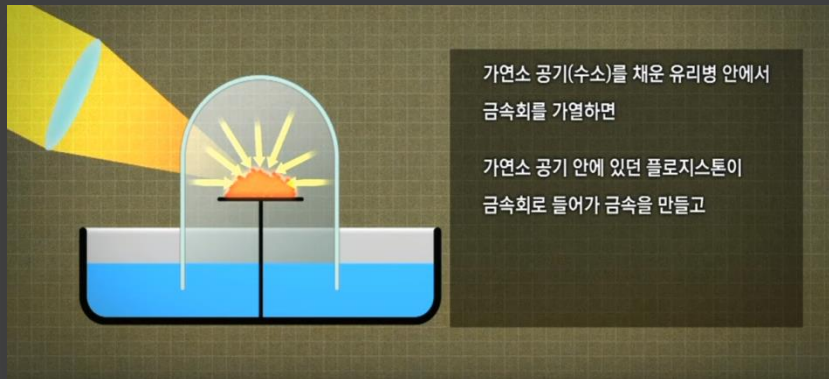 가연소 공기(수소)를 채운 유리병 안에서
금속회를 가열하면
가연소 공기 안에 있던 플로지스톤이
금속회로 들어가 금속을 만들고